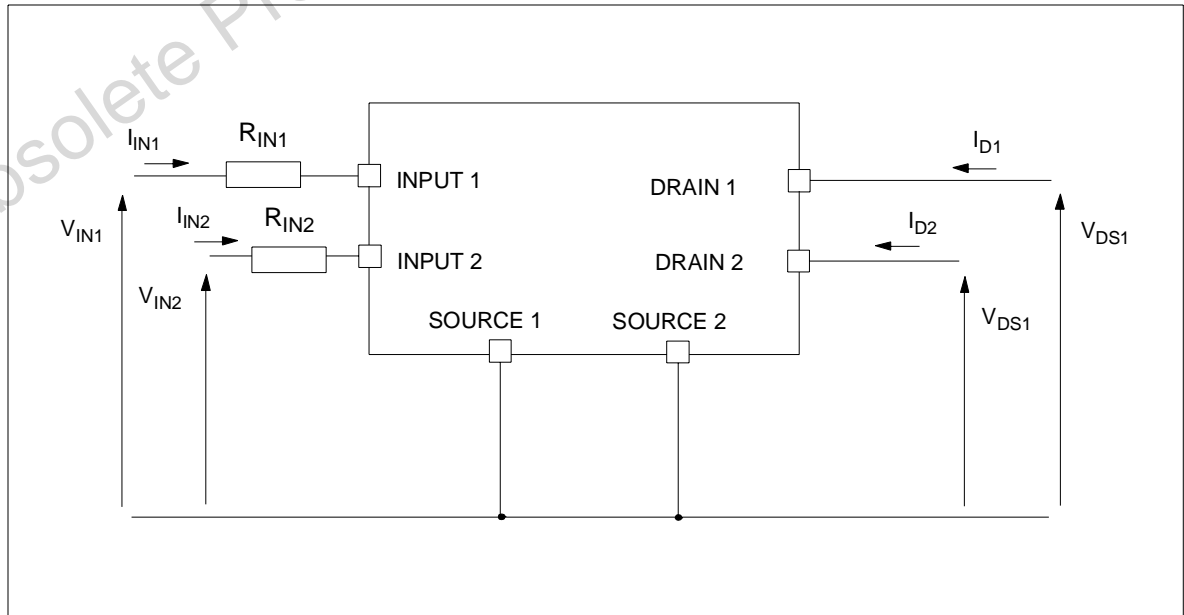 solete Pr
I_IN1
R_IN1
INPUT 1
DRAIN 1
I_D1
V_IN1
I_IN2
R_IN2
INPUT 2
DRAIN 2
I_D2
V_DS1
V_IN2
SOURCE 1
SOURCE 2
V_DS1